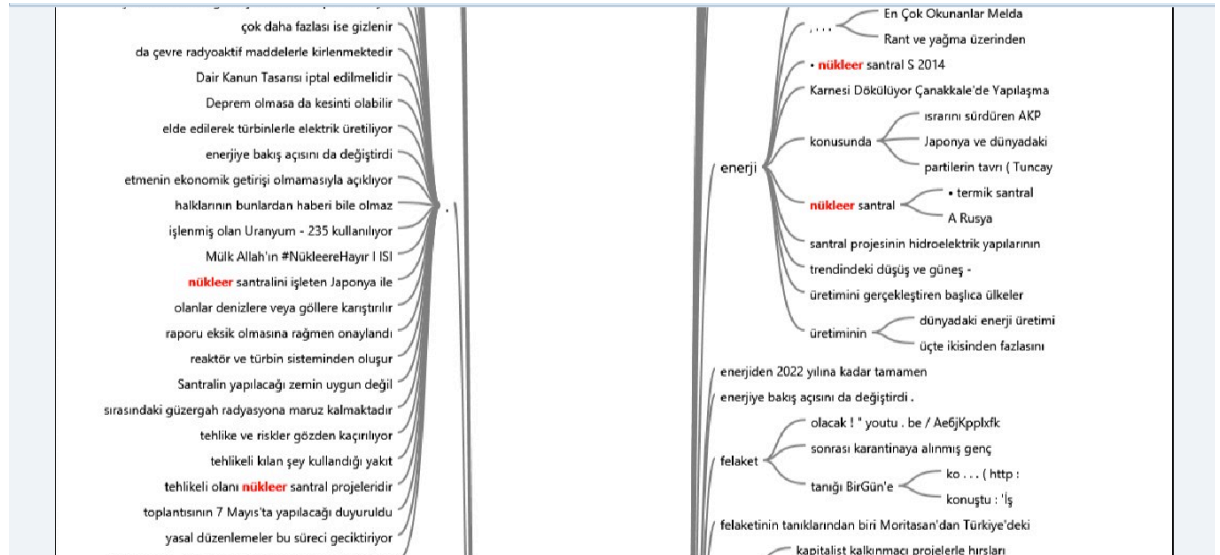 çok daha fazlası ise gizlenir
da çevre radyoaktif maddelerle kirlenmektedir
Dair Kanun Tasarısı iptal edilmelidir
Deprem olmasa da kesinti olabilir
elde edilerek türbinlerle elektrik üretiliyor
enerjiye bakış açısını da değiştirdi
etmenin ekonomik getirişi olmamasıyla açıklıyor
halklarının bunlardan haberi bile olmaz
işlenmiş olan Uranyum - 235 kullanılıyor
Mülk Allah'ın #NükleereHayır I ISI
nükleer santralini işleten Japonya ile
olanlar denizlere veya göllere karıştırılır
raporu eksik olmasına rağmen onaylandı
reaktör ve türbin sisteminden oluşur
Santralin yapılacağı zemin uygun değil
sırasındaki güzergah radyasyona maruz kalmaktadır
tehlike ve riskler gözden kaçırılıyor
tehlikeli kılan şey kullandığı yakıt
tehlikeli olanı nükleer santral projeleridir
toplantısının 7 Mayıs'ta yapılacağı duyuruldu
yasal düzenlemeler bu süreci geciktiriyor
.
, . . .
En Çok Okunanlar Melda
Rant ve yağma üzerinden
enerji
• nükleer santral S 2014
Karnesi Dökülüyor Çanakkale'de Yapılaşma
konusunda
ısrarını sürdüren AKP
Japonya ve dünyadaki
partilerin tavrı ( Tuncay
nükleer santral
• termik santral
A Rusya
santral projesinin hidroelektrik yapılarının
trendindeki düşüş ve güneş -
üretimini gerçekleştiren başlıca ülkeler
üretiminin
dünyadaki enerji üretimi
üçte ikisinden fazlasını
enerjiden 2022 yılına kadar tamamen
enerjiye bakış açısını da değiştirdi .
felaket
olacak ! " youtu . be / Ae6jKpplxfk
sonrası karantinaya alınmış genç
tanığı BirGün'e
ko . . . ( http :
konuştu : 'İş
felaketinin tanıklarından biri Moritasan'dan Türkiye'deki
kapitalist kalkınmacı projelerle hırsları